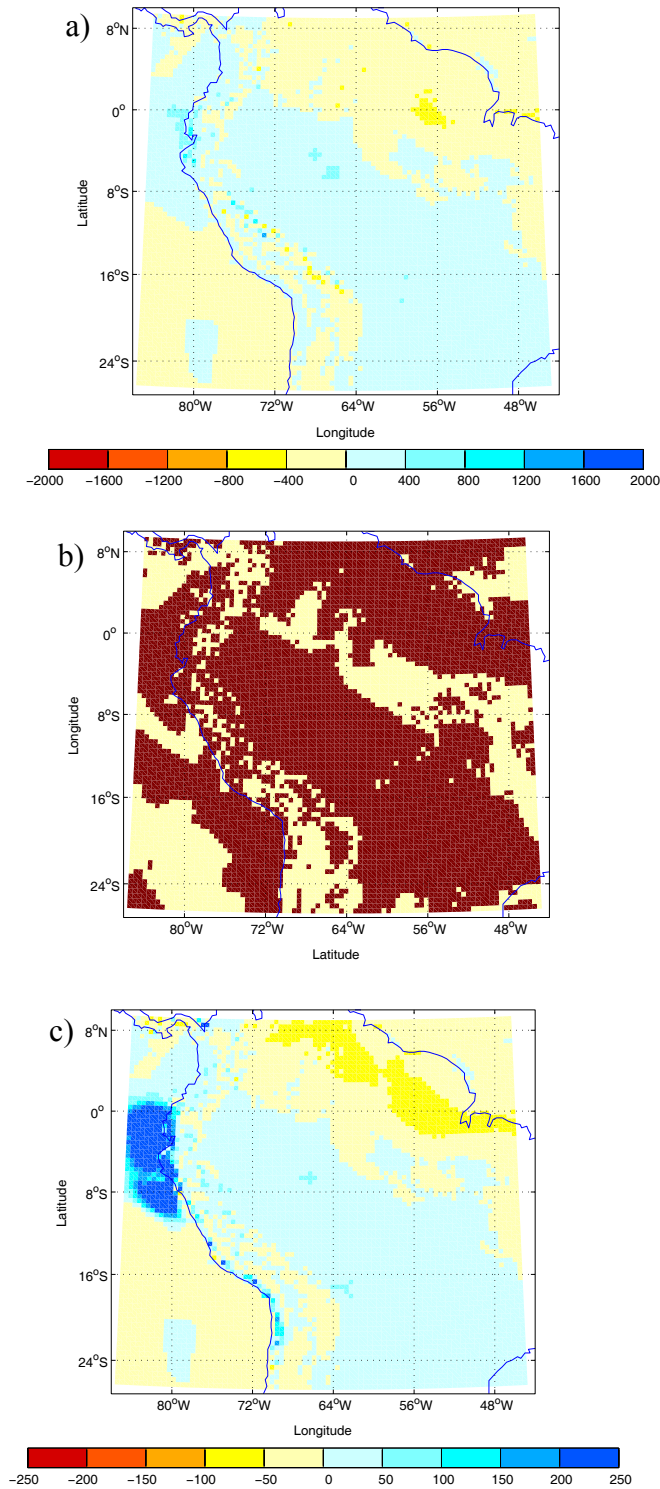 a)
8°N
0°
8°S
16°S
24°S
Latitude
80°W 72°W 64°W 56°W 48°W
Longitude
−2000 −1600 −1200 −800 −400 0 400 800 1200 1600 2000
b)
8°N
0°
8°S
16°S
24°S
Longitude
80°W 72°W 64°W 56°W 48°W
Latitude
c)
8°N
0°
8°S
16°S
24°S
Latitude
80°W 72°W 64°W 56°W 48°W
Longitude
−250 −200 −150 −100 −50 0 50 100 150 200 250